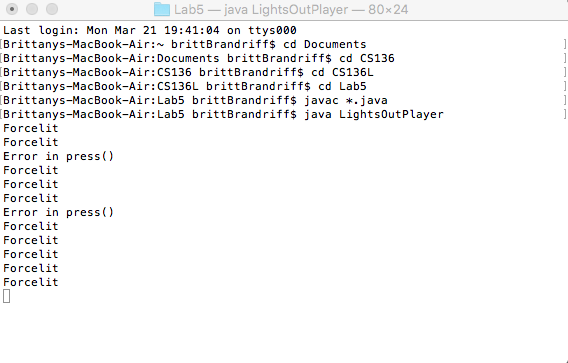 Lab5 — java LightsOutPlayer — 80×24
Last login: Mon Mar 21 19:41:04 on ttys000
[Brittanys-MacBook-Air:~ brittBrandriff$ cd Documents ]
[Brittanys-MacBook-Air:Documents brittBrandriff$ cd CS136 ]
[Brittanys-MacBook-Air:CS136 brittBrandriff$ cd CS136L ]
[Brittanys-MacBook-Air:CS136L brittBrandriff$ cd Lab5 ]
[Brittanys-MacBook-Air:Lab5 brittBrandriff$ javac *.java ]
[Brittanys-MacBook-Air:Lab5 brittBrandriff$ java LightsOutPlayer ]
Forcelit
Forcelit
Error in press()
Forcelit
Forcelit
Forcelit
Error in press()
Forcelit
Forcelit
Forcelit
Forcelit
Forcelit